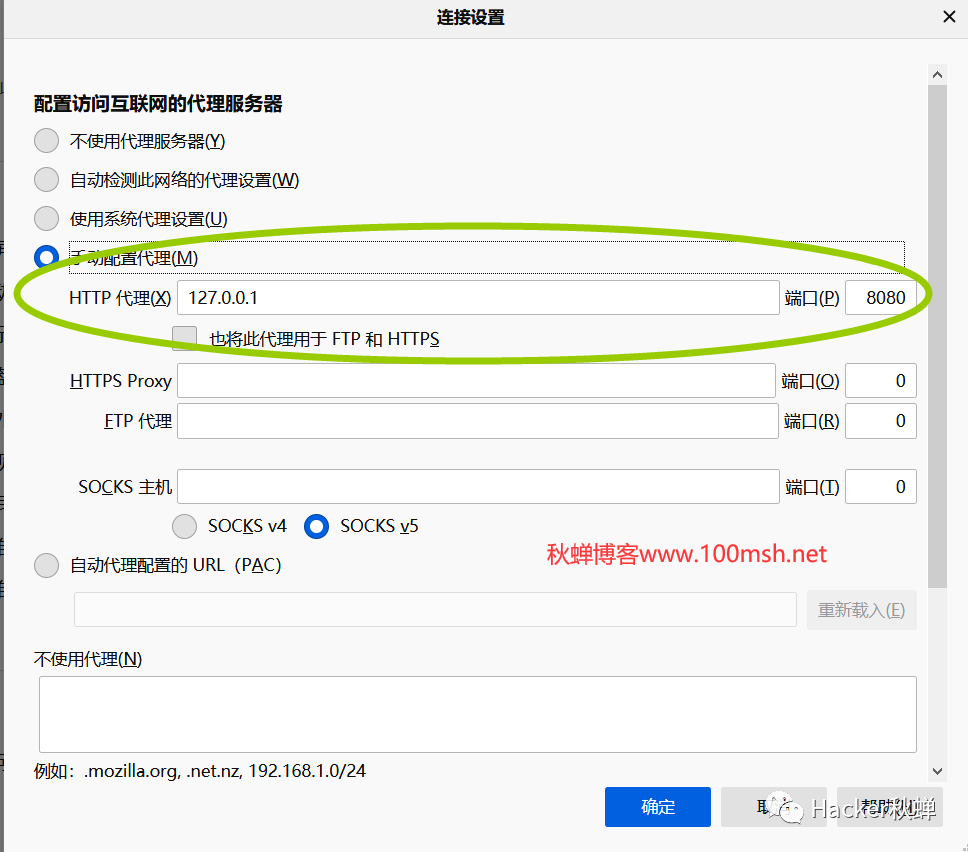 连接设置
配置访问互联网的代理服务器
不使用代理服务器(Y)
自动检测此网络的代理设置(W)
使用系统代理设置(U)
手动配置代理(M)
HTTP 代理(X) 127.0.0.1 端口(P) 8080
也将此代理用于 FTP 和 HTTPS
HTTPS Proxy 端口(O) 0
FTP 代理 端口(R) 0
SOCKS 主机 端口(T) 0
SOCKS v4 SOCKS v5
秋蝉博客www.100msh.net
自动代理配置的 URL（PAC）
重新载入(E)
不使用代理(N)
例如：.mozilla.org, .net.nz, 192.168.1.0/24
确定 取 帮助
Hacker秋蝉